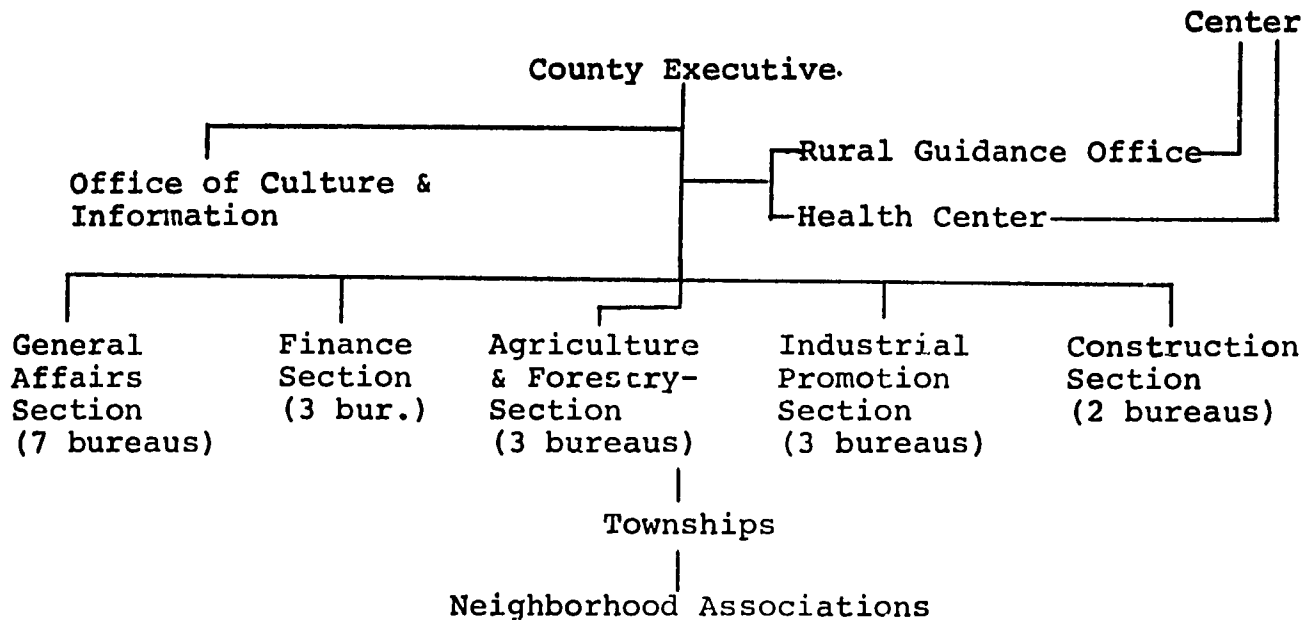 Center
County Executive
Rural Guidance Office
Office of Culture &
Information
Health Center
General
Affairs
Section
(7 bureaus)
Finance
Section
(3 bur.)
Agriculture
& Forestry-
Section
(3 bureaus)
Industrial
Promotion
Section
(3 bureaus)
Construction
Section
(2 bureaus)
Townships
Neighborhood Associations